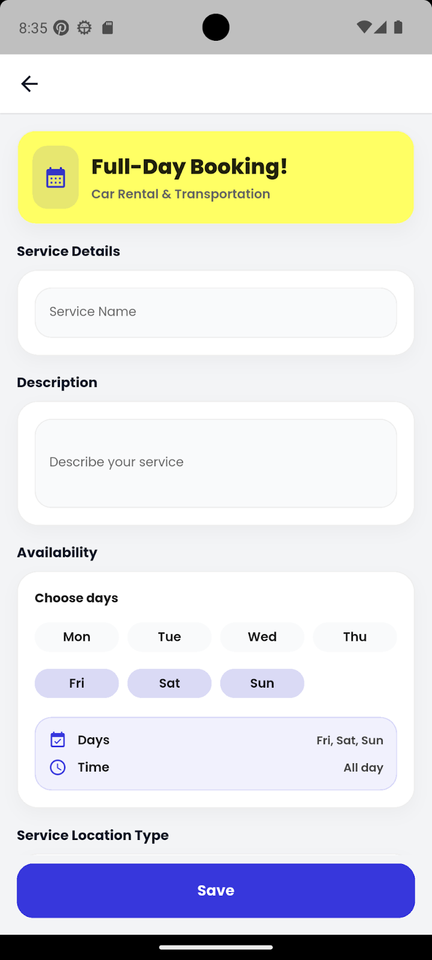 8:35
Full-Day Booking!
Car Rental & Transportation
Service Details
Service Name
Description
Describe your service
Availability
Choose days
Mon Tue Wed Thu
Fri Sat Sun
Days Fri, Sat, Sun
Time All day
Service Location Type
Save